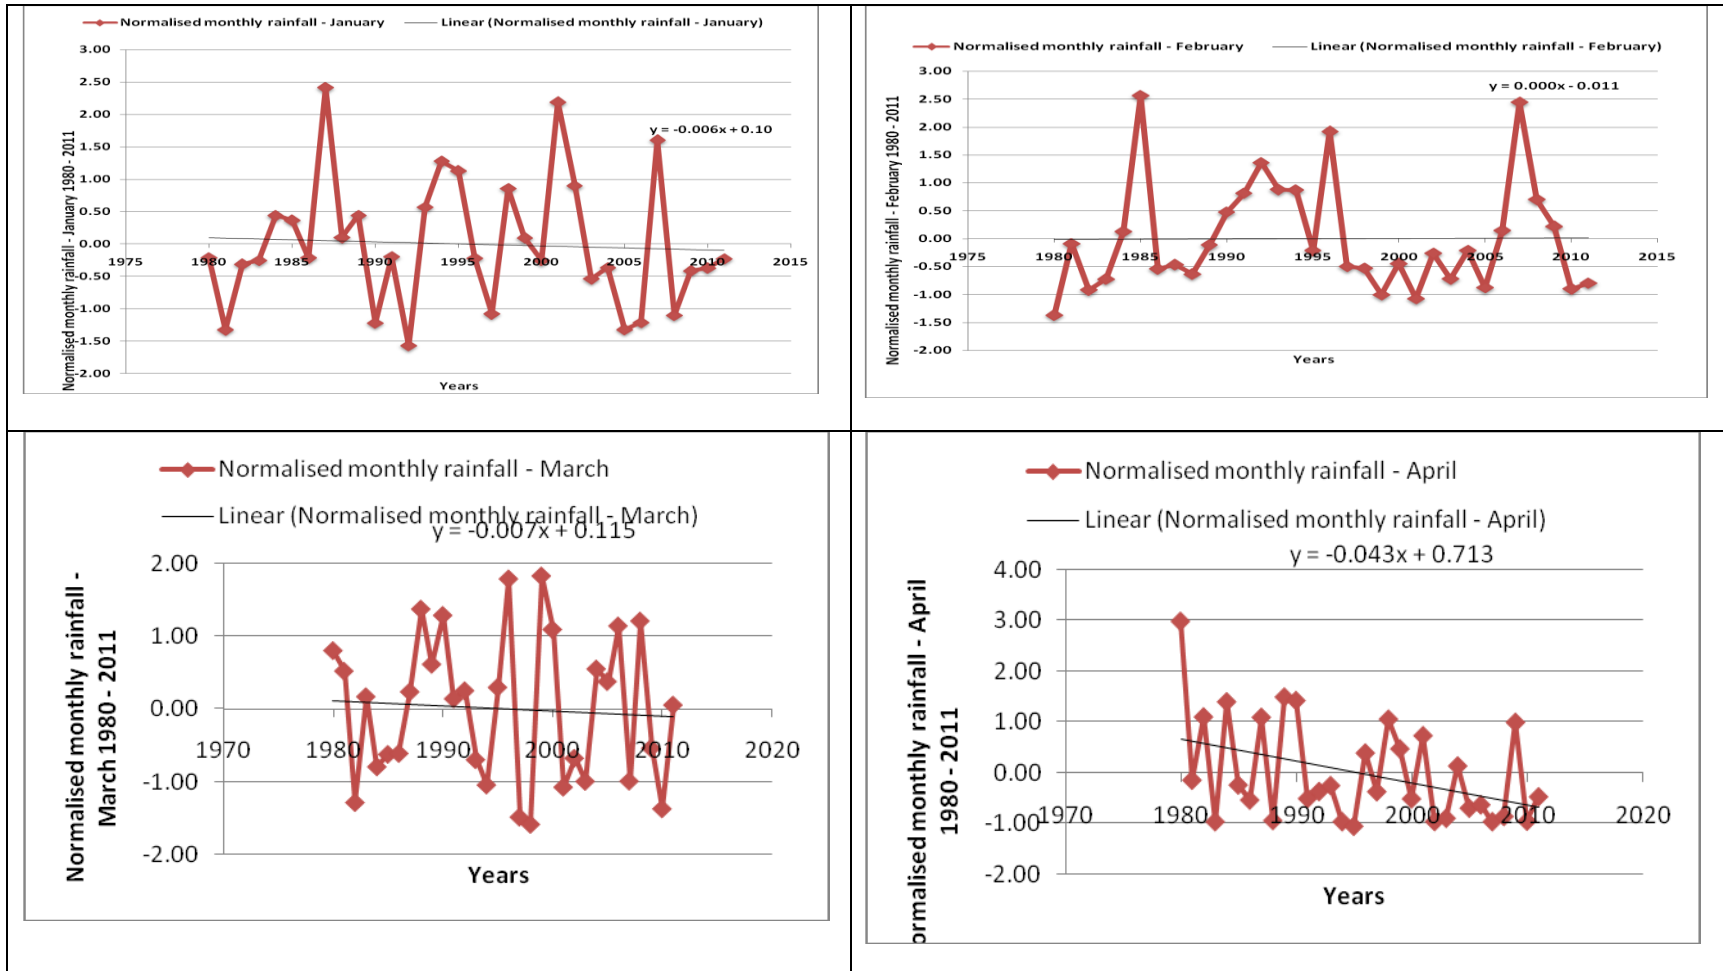 Normalised monthly rainfall - January Linear (Normalised monthly rainfall - January)
3.00
2.50
2.00
1.50
1.00
0.50
0.00
-0.50
-1.00
-1.50
-2.00
y = -0.006x + 0.10
1975 1980 1985 1990 1995 2000 2005 2010 2015
Normalised monthly rainfall - January 1980 - 2011
Years
Normalised monthly rainfall - February Linear (Normalised monthly rainfall - February)
3.00
2.50
2.00
1.50
1.00
0.50
0.00
-0.50
-1.00
-1.50
-2.00
y = 0.000x - 0.011
1975 1980 1985 1990 1995 2000 2005 2010 2015
Normalised monthly rainfall - February 1980 - 2011
Years
Normalised monthly rainfall - March
Linear (Normalised monthly rainfall - March)
y = -0.007x + 0.115
2.00
1.00
0.00
-1.00
-2.00
1970 1980 1990 2000 2010 2020
Normalised monthly rainfall -
March 1980 - 2011
Years
Normalised monthly rainfall - April
Linear (Normalised monthly rainfall - April)
y = -0.043x + 0.713
4.00
3.00
2.00
1.00
0.00
-1.00
-2.00
1970 1980 1990 2000 2010 2020
ormalised monthly rainfall - April
1980 - 2011
Years